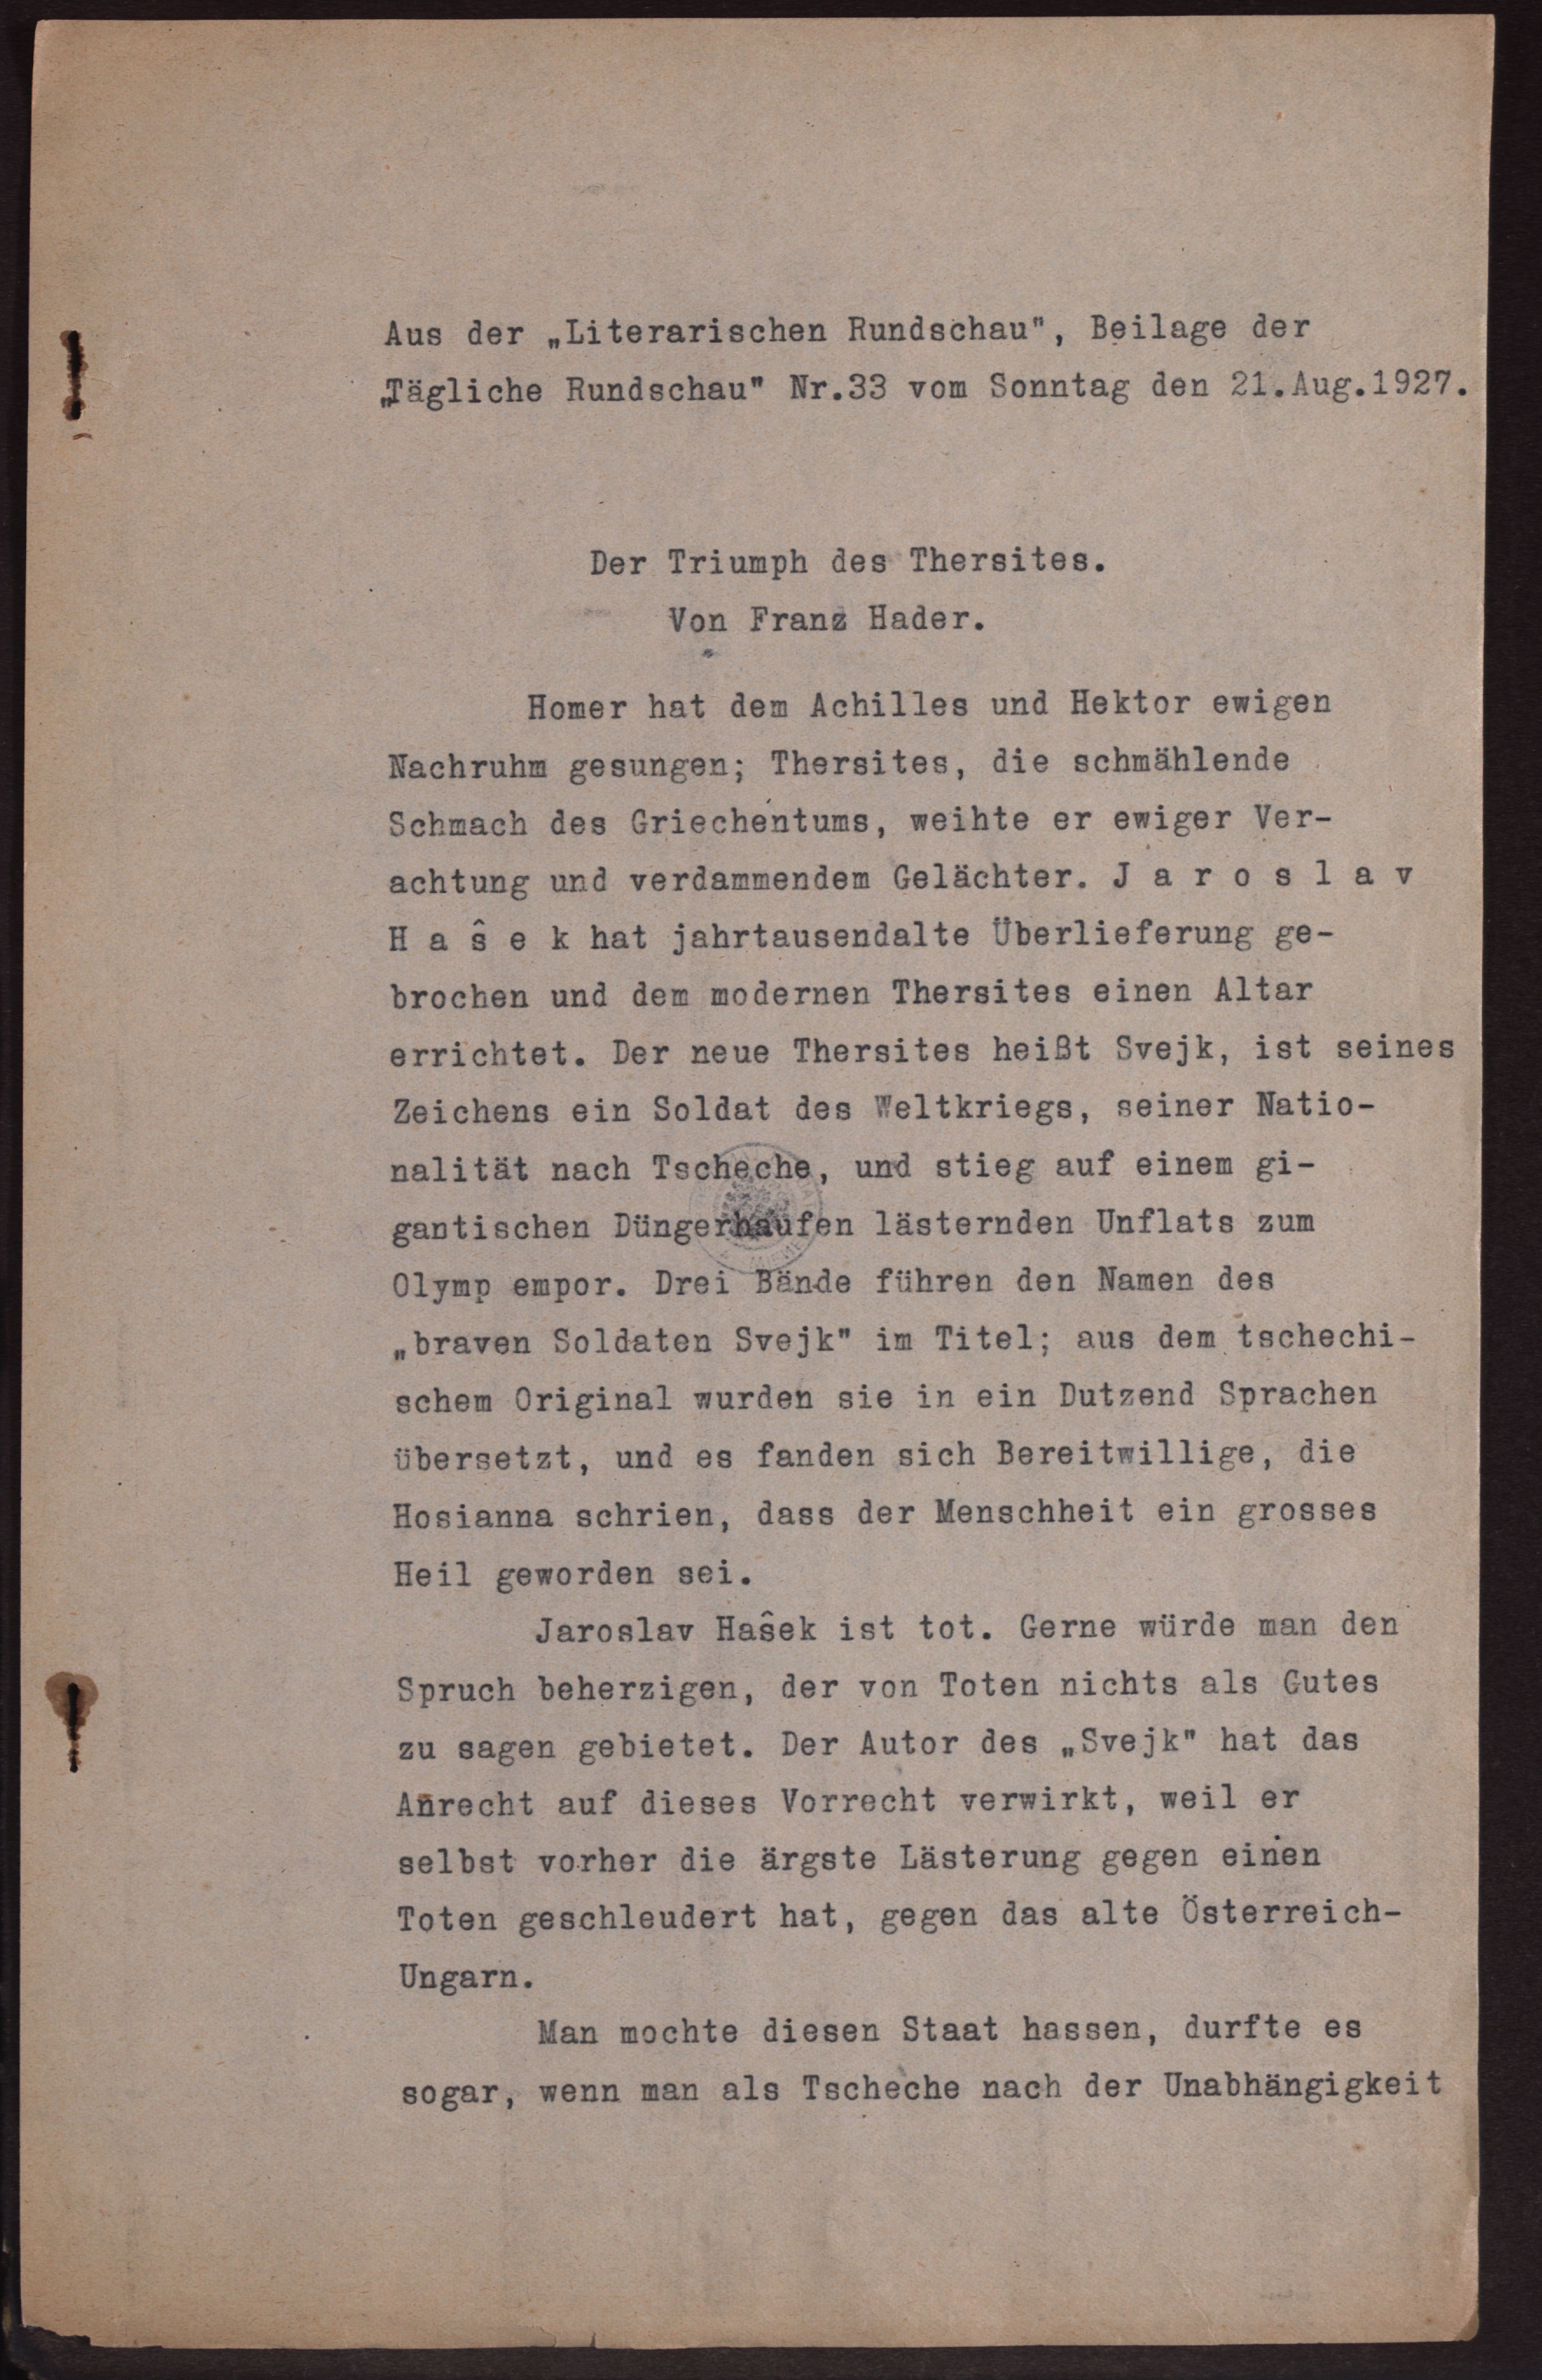 Aus der „Literarischen Rundschau", Beilage der
„Tägliche Rundschau" Nr.33 vom Sonntag den 21.Aug.1927.
Der Triumph des Thersites.
Von Franz Hader.
Homer hat dem Achilles und Hektor ewigen
Nachruhm gesungen; Thersites, die schmählende
Schmach des Griechentums, weihte er ewiger Ver-
achtung und verdammendem Gelächter. J a r o s l a v
H a ŝ e k hat jahrtausendalte Überlieferung ge-
brochen und dem modernen Thersites einen Altar
errichtet. Der neue Thersites heißt Svejk, ist seines
Zeichens ein Soldat des Weltkriegs, seiner Natio-
nalität nach Tscheche, und stieg auf einem gi-
gantischen Düngerhaufen lästernden Unflats zum
Olymp empor. Drei Bände führen den Namen des
„braven Soldaten Svejk" im Titel; aus dem tschechi-
schem Original wurden sie in ein Dutzend Sprachen
übersetzt, und es fanden sich Bereitwillige, die
Hosianna schrien, dass der Menschheit ein grosses
Heil geworden sei.
Jaroslav Haŝek ist tot. Gerne würde man den
Spruch beherzigen, der von Toten nichts als Gutes
zu sagen gebietet. Der Autor des „Svejk" hat das
Anrecht auf dieses Vorrecht verwirkt, weil er
selbst vorher die ärgste Lästerung gegen einen
Toten geschleudert hat, gegen das alte Österreich-
Ungarn.
Man mochte diesen Staat hassen, durfte es
sogar, wenn man als Tscheche nach der Unabhängigkeit